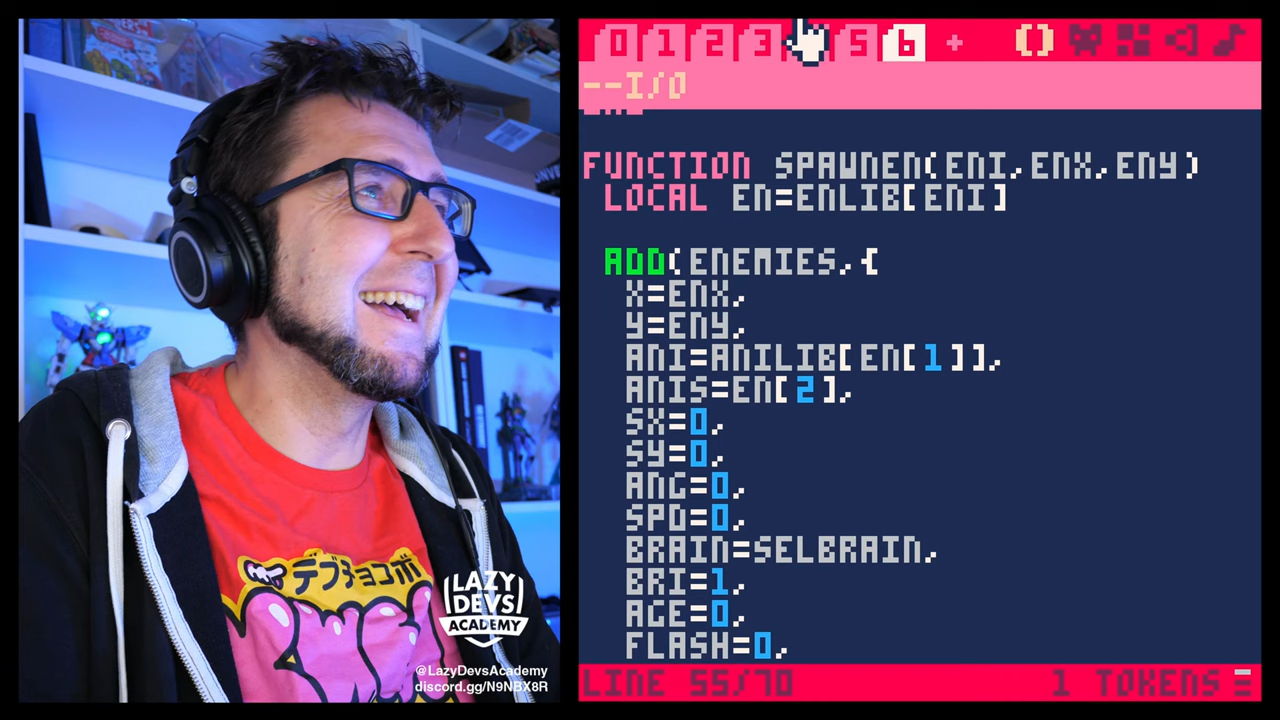 デブチョコボ
LAZY
DEVS
ACADEMY
@LazyDevsAcademy
discord.gg/N9NBX8R
0 1 2 3 5 6 +
--I/O
FUNCTION SPAWNEN(ENI,ENX,ENY)
LOCAL EN=ENLIB[ENI]
ADD(ENEMIES,{
X=ENX,
Y=ENY,
ANI=ANILIB[EN[1]],
ANIS=EN[2],
SX=0,
SY=0,
ANG=0,
SPD=0,
BRAIN=SELBRAIN,
BRI=1,
AGE=0,
FLASH=0,
LINE 55/70
1 TOKENS